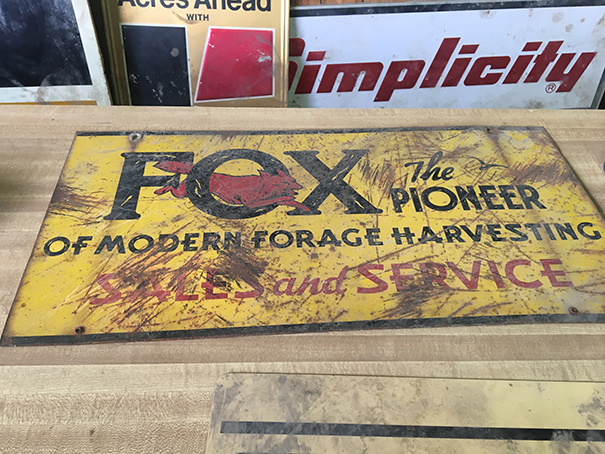 Acres Ahead
WITH
Simplicity®
FOX The
PIONEER
OF MODERN FORAGE HARVESTING
SALES and SERVICE